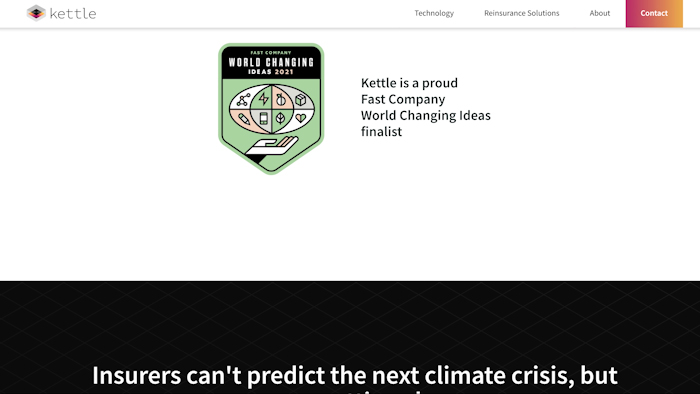 kettle
Technology
Reinsurance Solutions
About
Contact
FAST COMPANY
WORLD CHANGING
IDEAS 2021
Kettle is a proud
Fast Company
World Changing Ideas
finalist
Insurers can't predict the next climate crisis, but